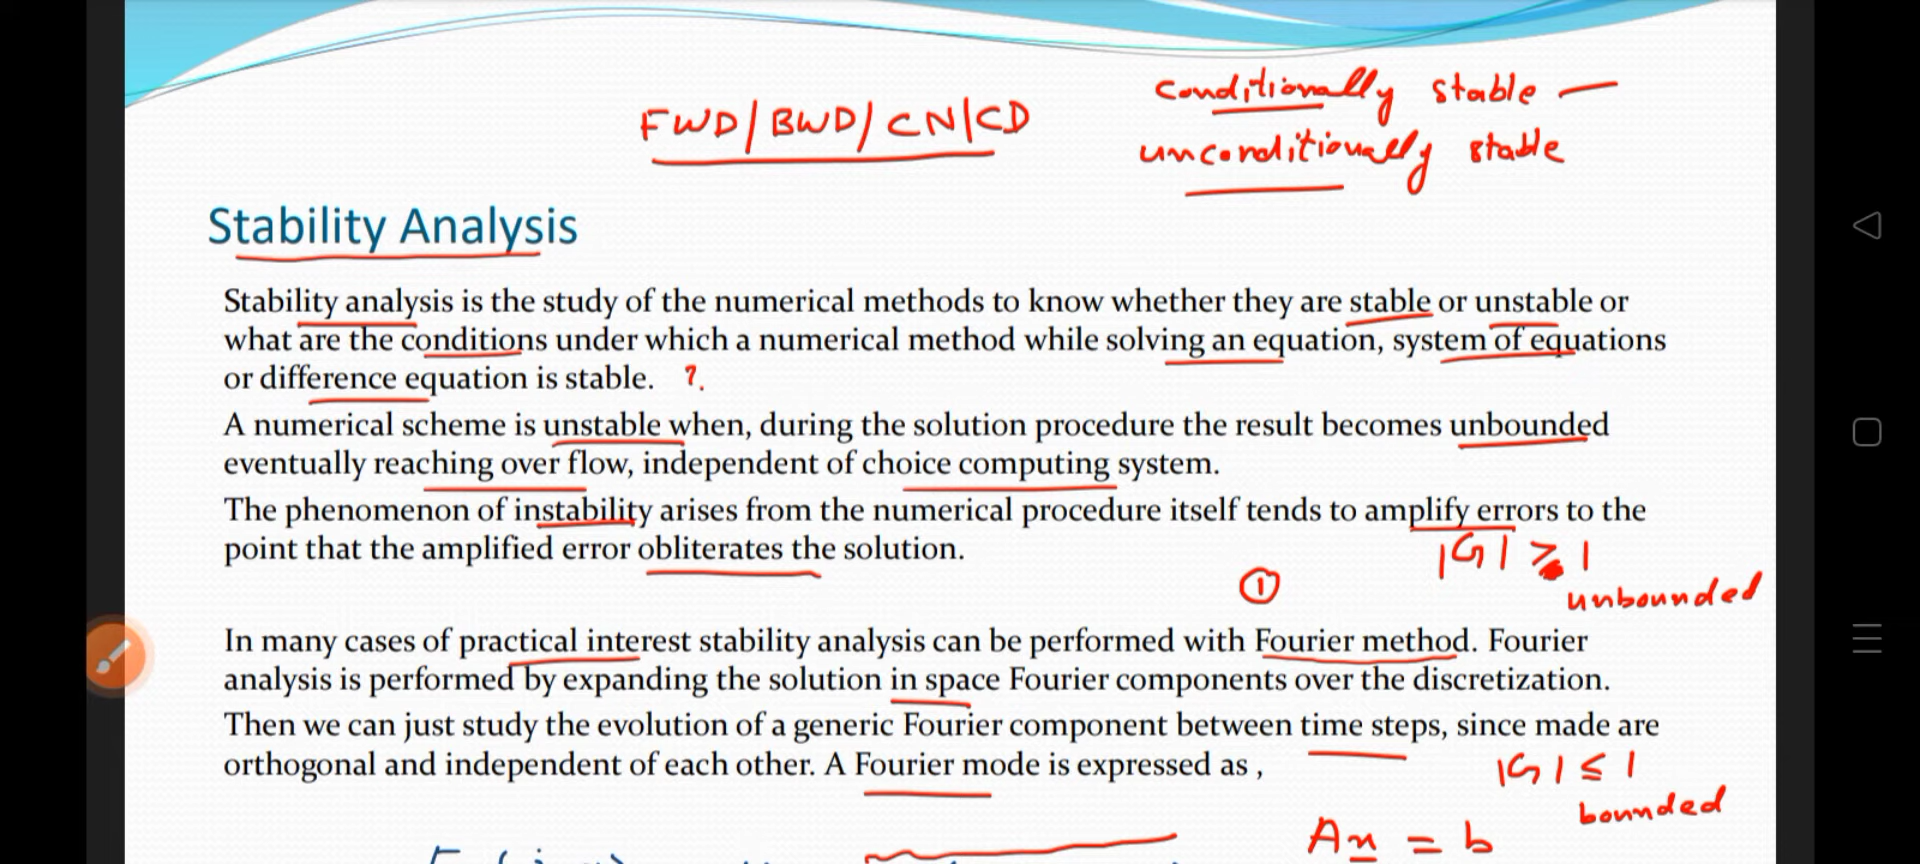 conditionally stable —
FWD/BWD/CN/CD
unconditionally stable
Stability Analysis
Stability analysis is the study of the numerical methods to know whether they are stable or unstable or
what are the conditions under which a numerical method while solving an equation, system of equations
or difference equation is stable. ?.
A numerical scheme is unstable when, during the solution procedure the result becomes unbounded
eventually reaching over flow, independent of choice computing system.
The phenomenon of instability arises from the numerical procedure itself tends to amplify errors to the
point that the amplified error obliterates the solution.
|G| > 1
①
unbounded
In many cases of practical interest stability analysis can be performed with Fourier method. Fourier
analysis is performed by expanding the solution in space Fourier components over the discretization.
Then we can just study the evolution of a generic Fourier component between time steps, since made are
orthogonal and independent of each other. A Fourier mode is expressed as ,
|G| ≤ 1
bounded
Ax = b